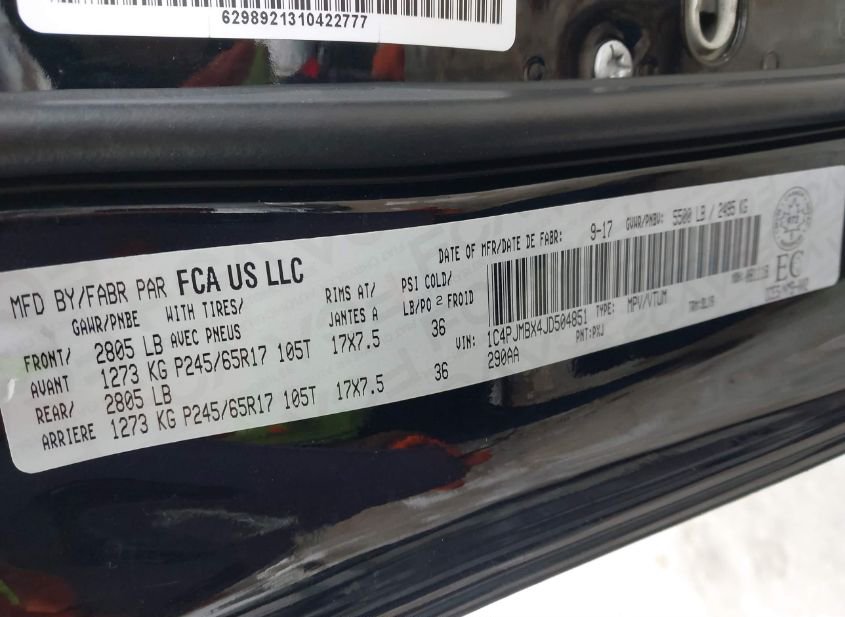 6298921310422777
MFD BY/FABR PAR FCA US LLC
DATE OF MFR/DATE DE FABR: 9-17 GVWR/PNBV: 5500 LB / 2495 KG
GAWR/PNBE WITH TIRES/ RIMS AT/ PSI COLD/
AVEC PNEUS JANTES A LB/PO 2 FROID
FRONT/ 2805 LB
AVANT 1273 KG P245/65R17 105T 17X7.5 36
REAR/ 2805 LB
ARRIERE 1273 KG P245/65R17 105T 17X7.5 36
VIN: 1C4PJMBX4JD504851 TYPE: MPV/VTUM
290AA PNT: PXJ
EC